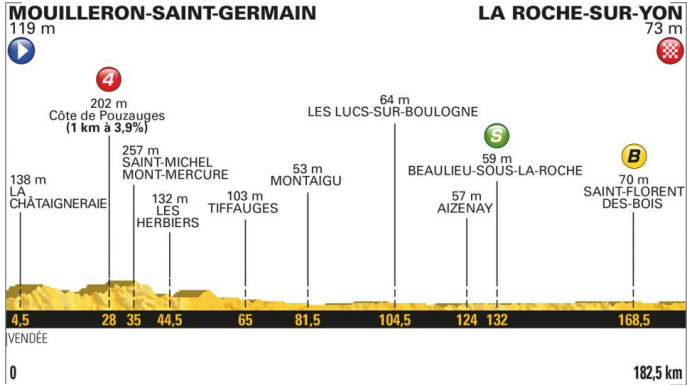 MOUILLERON-SAINT-GERMAIN
119 m
LA ROCHE-SUR-YON
73 m
4
202 m
Côte de Pouzauges
(1 km à 3,9%)
138 m
LA
CHÂTAIGNERAIE
257 m
SAINT-MICHEL
MONT-MERCURE
132 m
LES
HERBIERS
103 m
TIFFAUGES
53 m
MONTAIGU
64 m
LES LUCS-SUR-BOULOGNE
57 m
AIZENAY
S
59 m
BEAULIEU-SOUS-LA-ROCHE
B
70 m
SAINT-FLORENT
DES-BOIS
4,5 28 35 44,5 65 81,5 104,5 124 132 168,5
VENDÉE
0 182,5 km